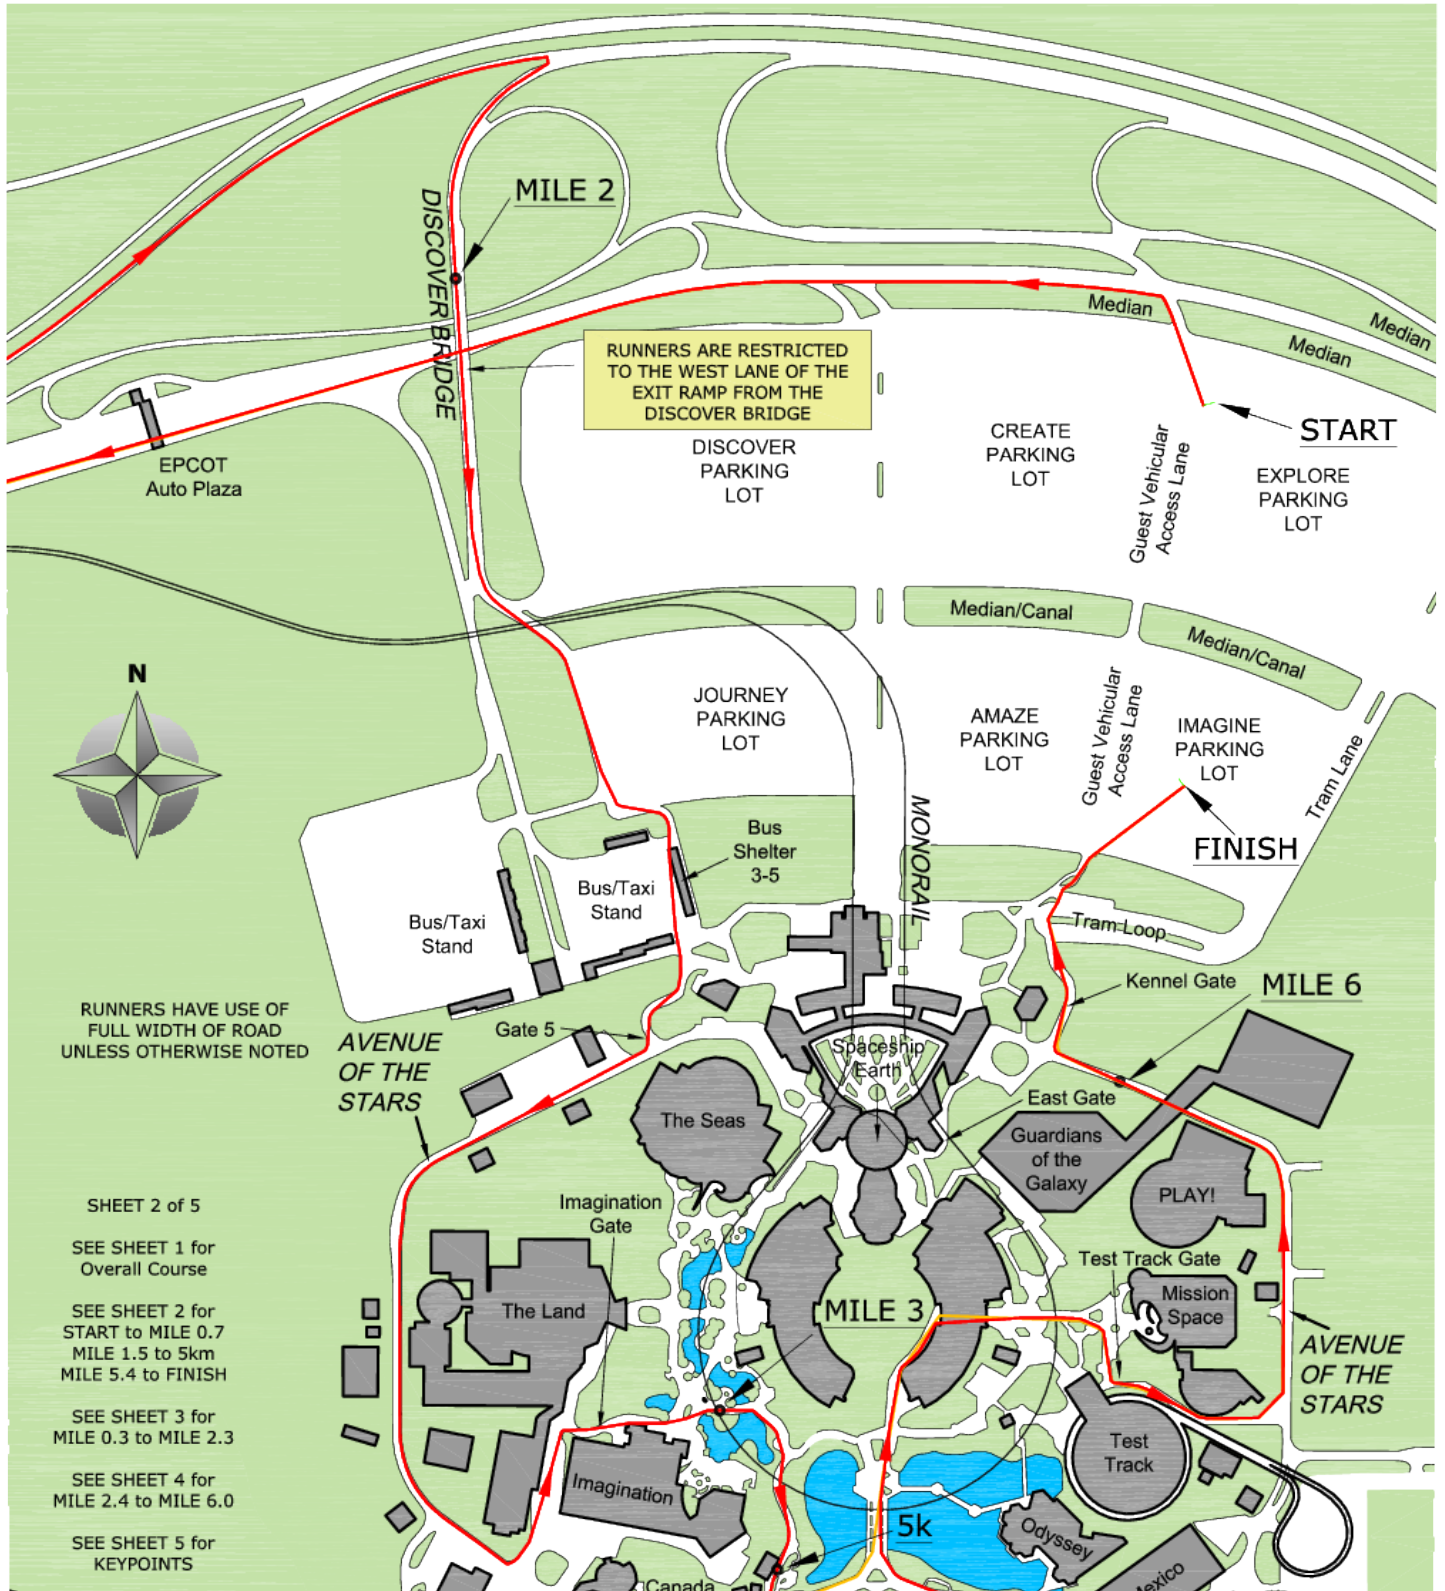 MILE 2
DISCOVER BRIDGE
Median
Median
Median
RUNNERS ARE RESTRICTED
TO THE WEST LANE OF THE
EXIT RAMP FROM THE
DISCOVER BRIDGE
START
EPCOT
Auto Plaza
DISCOVER
PARKING
LOT
CREATE
PARKING
LOT
Guest Vehicular
Access Lane
EXPLORE
PARKING
LOT
Median/Canal
Median/Canal
N
JOURNEY
PARKING
LOT
AMAZE
PARKING
LOT
Guest Vehicular
Access Lane
IMAGINE
PARKING
LOT
Tram Lane
MONORAIL
FINISH
Bus
Shelter
3-5
Bus/Taxi
Stand
Bus/Taxi
Stand
Tram Loop
Kennel Gate
MILE 6
RUNNERS HAVE USE OF
FULL WIDTH OF ROAD
UNLESS OTHERWISE NOTED
Gate 5
AVENUE
OF THE
STARS
Spaceship
Earth
The Seas
East Gate
Guardians
of the
Galaxy
PLAY!
SHEET 2 of 5
SEE SHEET 1 for
Overall Course
SEE SHEET 2 for
START to MILE 0.7
MILE 1.5 to 5km
MILE 5.4 to FINISH
SEE SHEET 3 for
MILE 0.3 to MILE 2.3
SEE SHEET 4 for
MILE 2.4 to MILE 6.0
SEE SHEET 5 for
KEYPOINTS
Imagination
Gate
The Land
MILE 3
Test Track Gate
Mission
Space
AVENUE
OF THE
STARS
Test
Track
Imagination
5k
Odyssey
Mexico
Canada